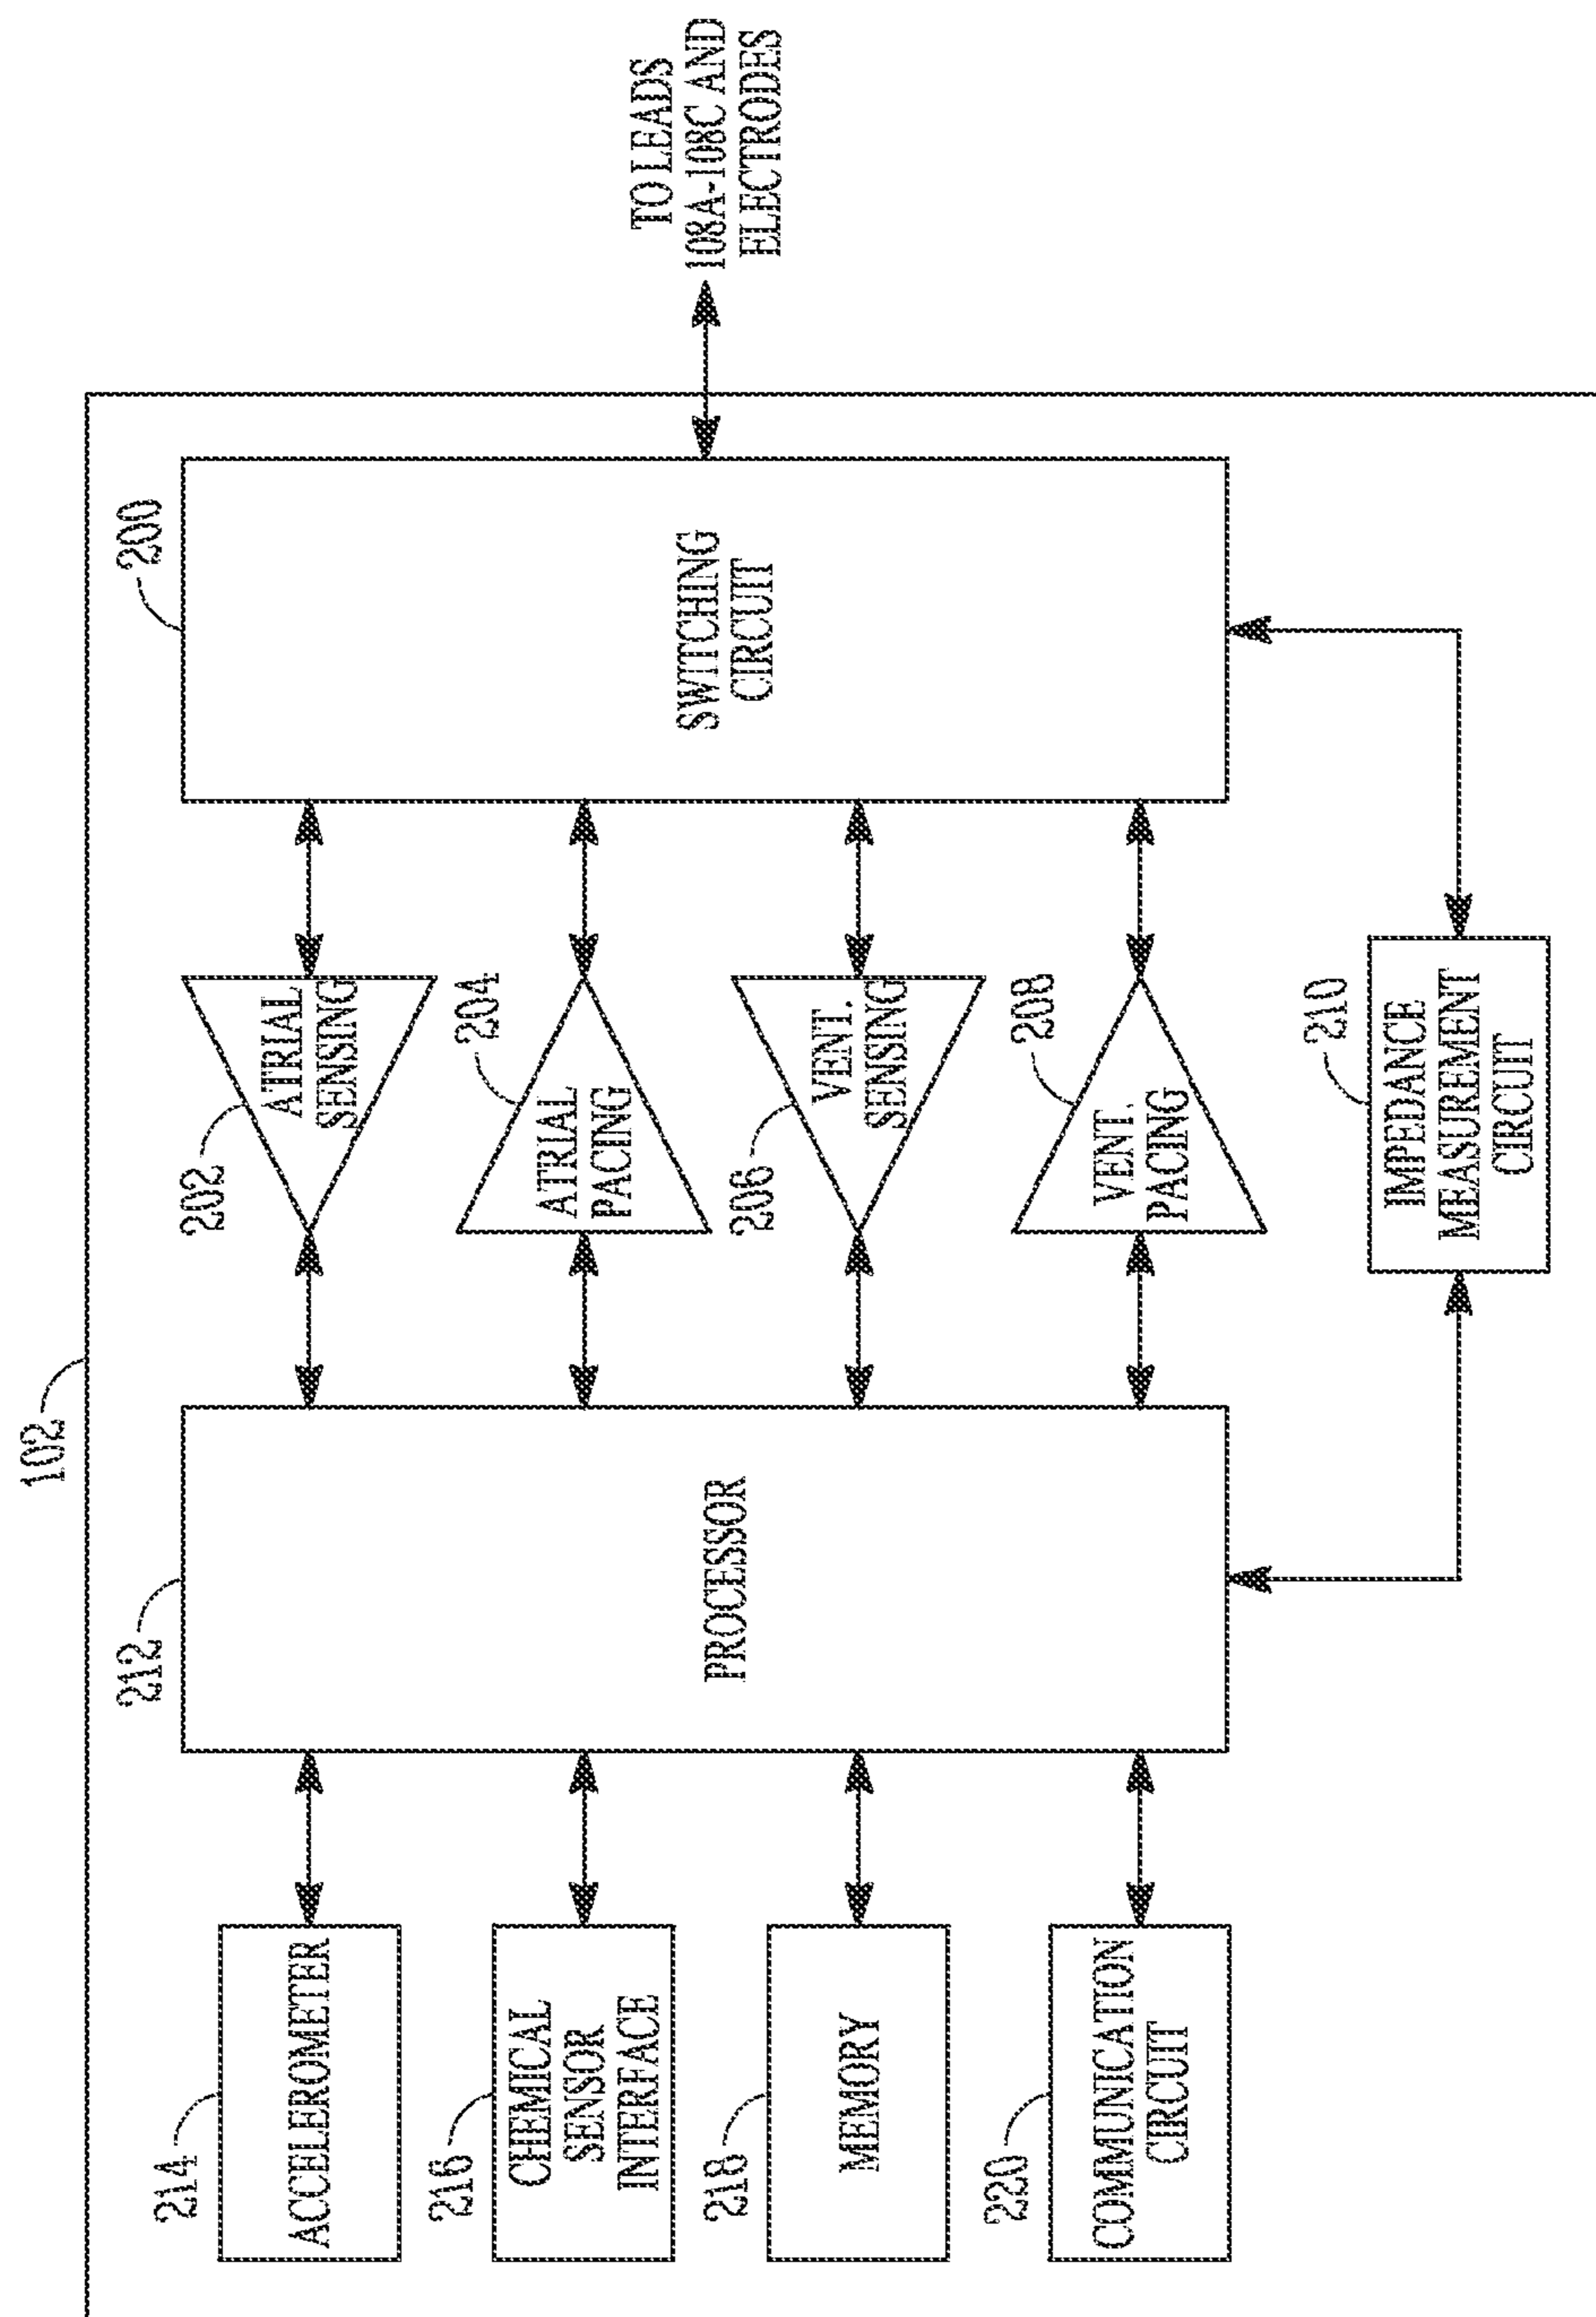 102
214
ACCELEROMETER
216
CHEMICAL
SENSOR
INTERFACE
218
MEMORY
220
COMMUNICATION
CIRCUIT
212
PROCESSOR
202
ATRIAL
SENSING
204
ATRIAL
PACING
206
VENT.
SENSING
208
VENT.
PACING
210
IMPEDANCE
MEASUREMENT
CIRCUIT
200
SWITCHING
CIRCUIT
TO LEADS
108A-108C AND
ELECTRODES